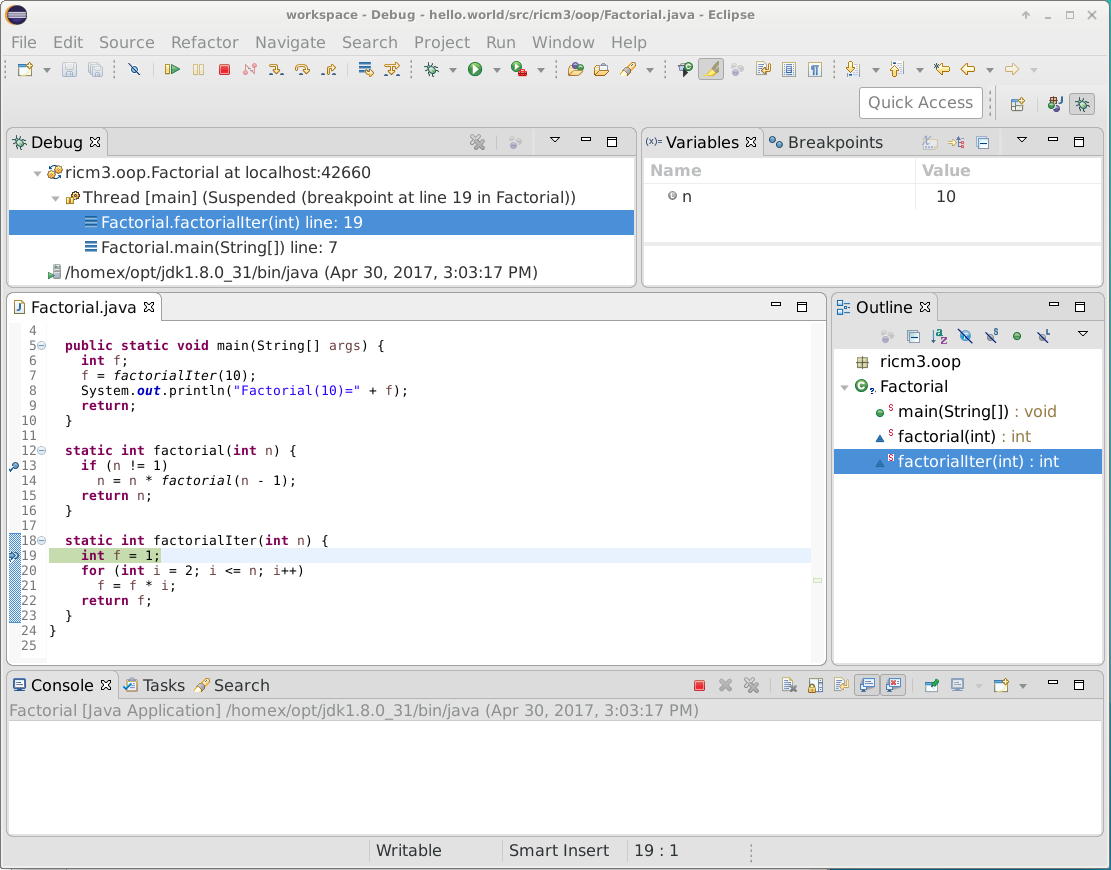 workspace - Debug - hello.world/src/ricm3/oop/Factorial.java - Eclipse
File Edit Source Refactor Navigate Search Project Run Window Help
Quick Access
Debug
ricm3.oop.Factorial at localhost:42660
Thread [main] (Suspended (breakpoint at line 19 in Factorial))
Factorial.factorialIter(int) line: 19
Factorial.main(String[]) line: 7
/homex/opt/jdk1.8.0_31/bin/java (Apr 30, 2017, 3:03:17 PM)
(x)= Variables Breakpoints
Name Value
n 10
Factorial.java
4
5 public static void main(String[] args) {
6 int f;
7 f = factorialIter(10);
8 System.out.println("Factorial(10)=" + f);
9 return;
10 }
11
12 static int factorial(int n) {
13 if (n != 1)
14 n = n * factorial(n - 1);
15 return n;
16 }
17
18 static int factorialIter(int n) {
19 int f = 1;
20 for (int i = 2; i <= n; i++)
21 f = f * i;
22 return f;
23 }
24 }
25
Outline
ricm3.oop
Factorial
main(String[]) : void
factorial(int) : int
factorialIter(int) : int
Console Tasks Search
Factorial [Java Application] /homex/opt/jdk1.8.0_31/bin/java (Apr 30, 2017, 3:03:17 PM)
Writable Smart Insert 19 : 1